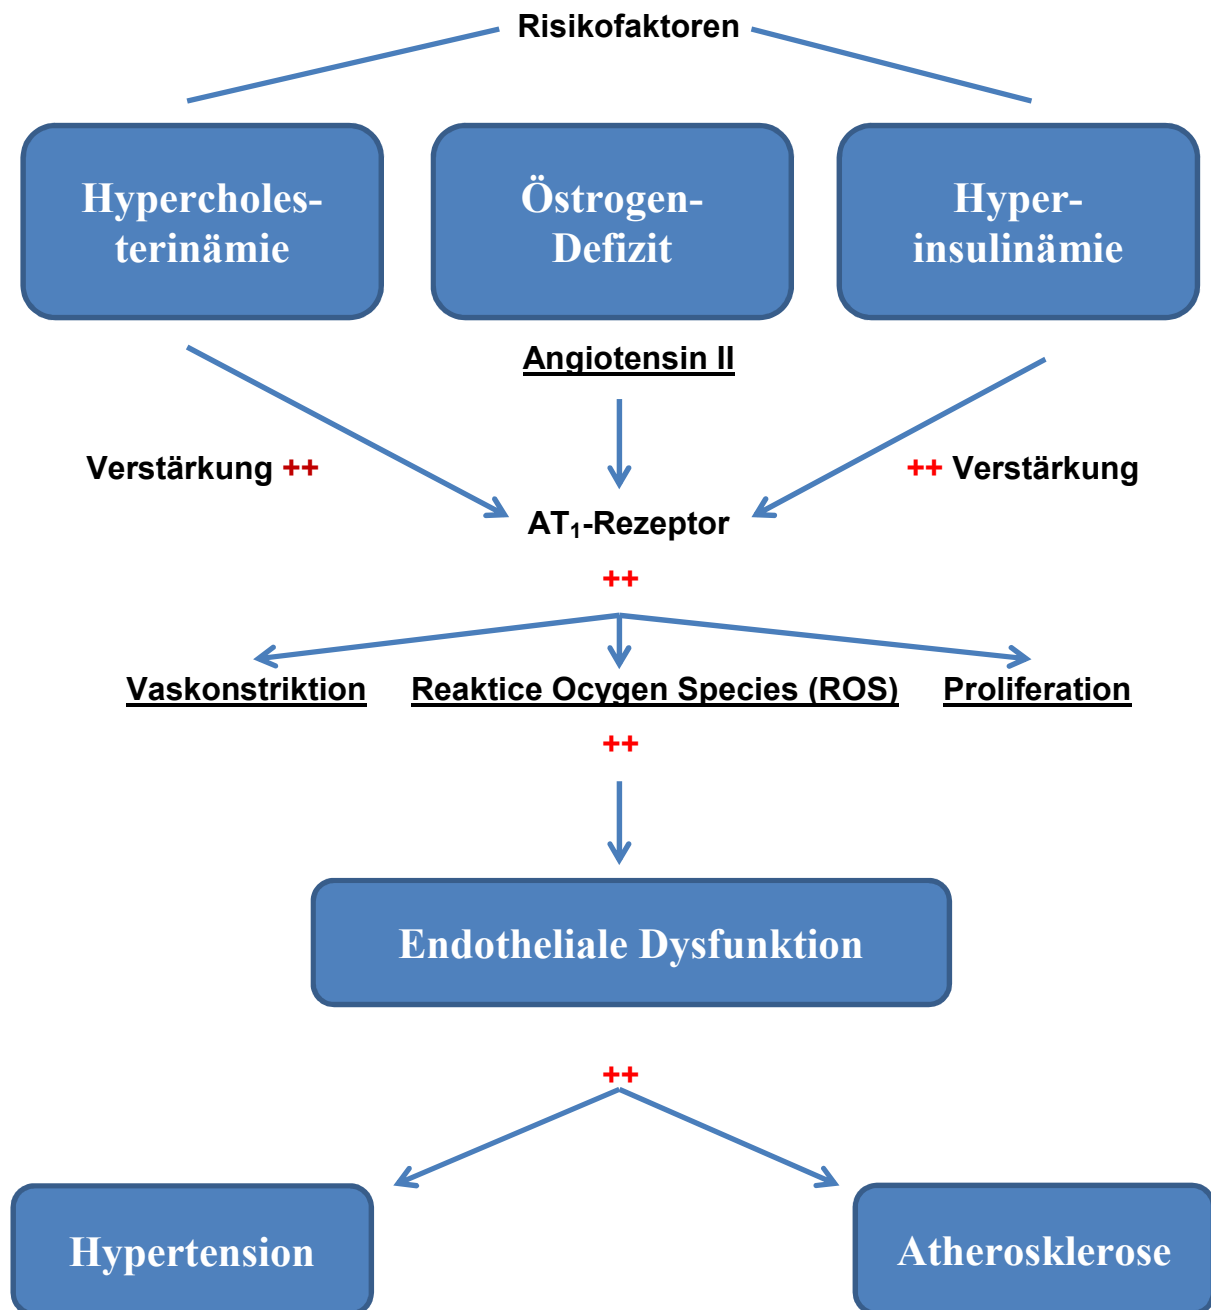 Risikofaktoren
Hypercholes-
terinämie
Östrogen-
Defizit
Hyper-
insulinämie
Angiotensin II
Verstärkung ++
++ Verstärkung
AT₁-Rezeptor
++
Vaskonstriktion Reaktice Ocygen Species (ROS) Proliferation
++
Endotheliale Dysfunktion
++
Hypertension
Atherosklerose